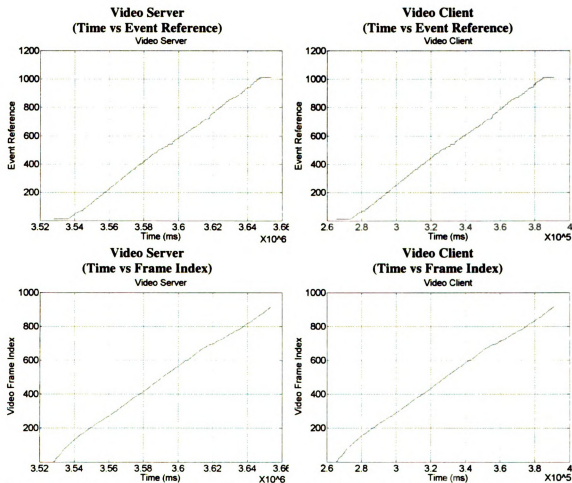 Video Server
(Time vs Event Reference)
Video Server
1200
1000
800
600
400
200
Event Reference
3.52 3.54 3.56 3.58 3.6 3.62 3.64 3.66
Time (ms)
X10^6
Video Client
(Time vs Event Reference)
Video Client
1200
1000
800
600
400
200
Event Reference
2.6 2.8 3 3.2 3.4 3.6 3.8 4
Time (ms)
X10^5
Video Server
(Time vs Frame Index)
Video Server
1000
800
600
400
200
Video Frame Index
3.52 3.54 3.56 3.58 3.6 3.62 3.64 3.66
Time (ms)
X10^6
Video Client
(Time vs Frame Index)
Video Client
1000
800
600
400
200
Video Frame Index
2.6 2.8 3 3.2 3.4 3.6 3.8 4
Time (ms)
X10^5